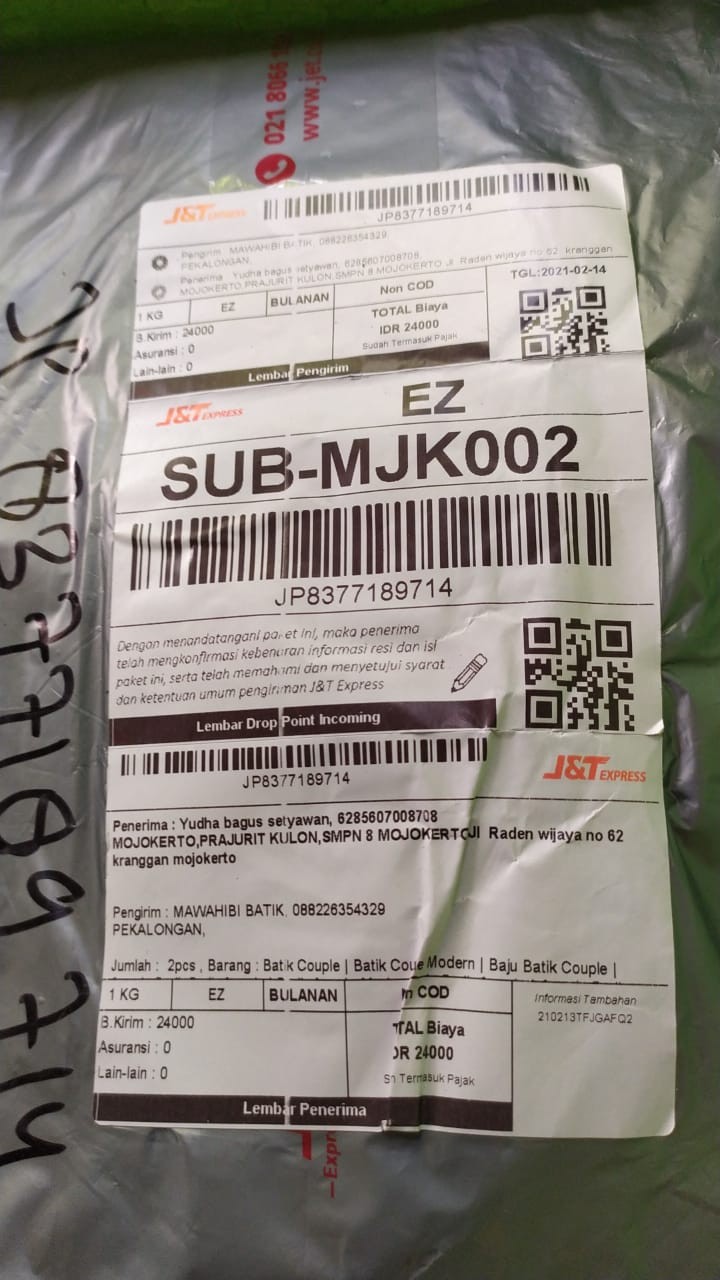 021 8066 18
www.jet.co
J&T EXPRESS
JP8377189714
Pengirim : MAWAHIBI BATIK, 088226354329,
PEKALONGAN,
Penerima : Yudha bagus setyawan, 6285607008708,
MOJOKERTO,PRAJURIT KULON,SMPN 8 MOJOKERTO Jl Raden wijaya no 62 kranggan
1 KG EZ BULANAN Non COD TGL:2021-02-14
B.Kirim : 24000
Asuransi : 0
Lain-lain : 0
TOTAL Biaya
IDR 24000
Sudah Termasuk Pajak
Lembar Pengirim
J&T EXPRESS EZ
SUB-MJK002
JP8377189714
Dengan menandatangani paket ini, maka penerima
telah mengkonfirmasi kebenaran informasi resi dan isi
paket ini, serta telah memahami dan menyetujui syarat
dan ketentuan umum pengiriman J&T Express
Lembar Drop Point Incoming
JP8377189714
J&T EXPRESS
Penerima : Yudha bagus setyawan, 6285607008708
MOJOKERTO,PRAJURIT KULON,SMPN 8 MOJOKERTOJl Raden wijaya no 62
kranggan mojokerto
Pengirim : MAWAHIBI BATIK, 088226354329
PEKALONGAN,
Jumlah : 2pcs , Barang : Batik Couple | Batik Coue Modern | Baju Batik Couple |
1 KG EZ BULANAN n COD
B.Kirim : 24000
Asuransi : 0
Lain-lain : 0
TAL Biaya
DR 24000
Termasuk Pajak
Informasi Tambahan
210213TFJGAFQ2
Lembar Penerima
Expr
JP 8377189714